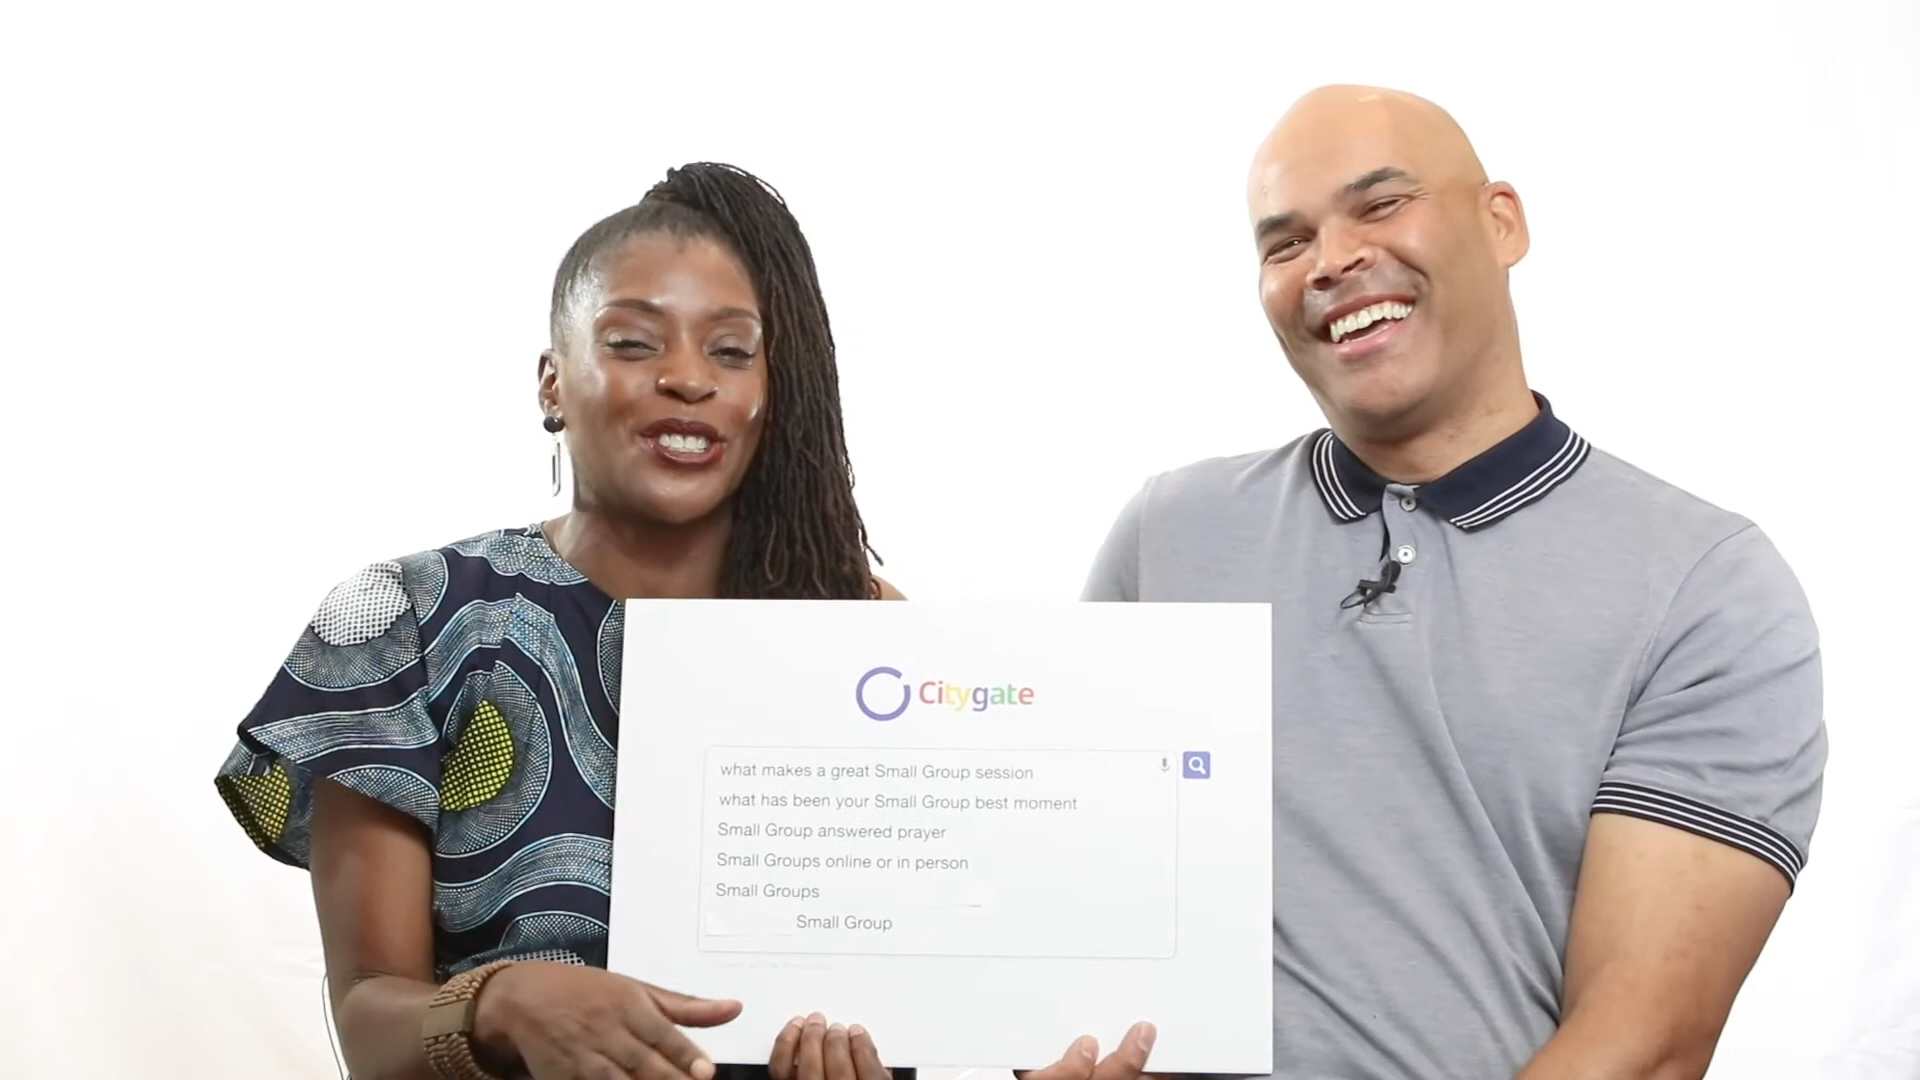 Citygate
what makes a great Small Group session
what has been your Small Group best moment
Small Group answered prayer
Small Groups online or in person
Small Groups
Small Group